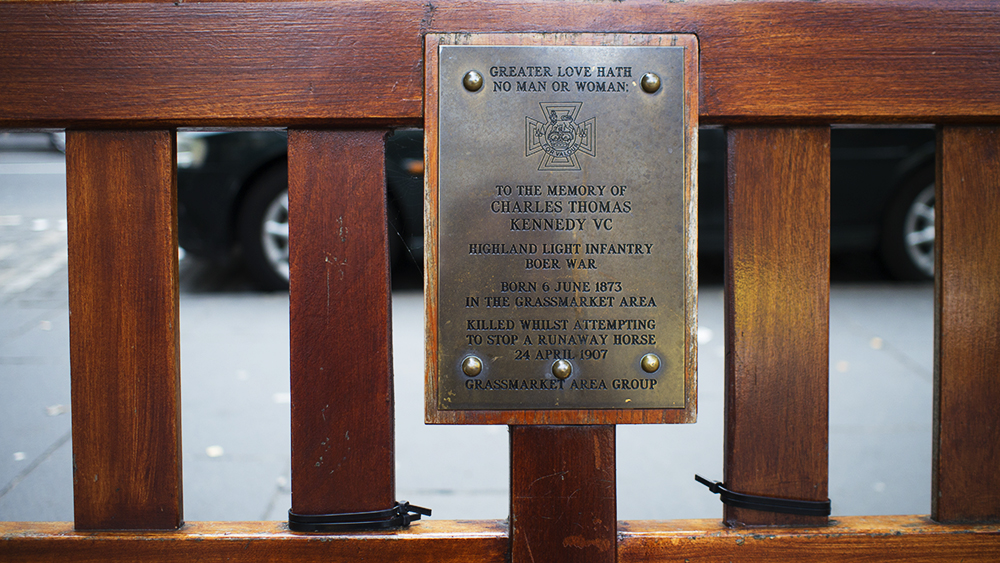 GREATER LOVE HATH
NO MAN OR WOMAN:
FOR VALOUR
TO THE MEMORY OF
CHARLES THOMAS
KENNEDY VC
HIGHLAND LIGHT INFANTRY
BOER WAR
BORN 6 JUNE 1873
IN THE GRASSMARKET AREA
KILLED WHILST ATTEMPTING
TO STOP A RUNAWAY HORSE
24 APRIL 1907
GRASSMARKET AREA GROUP